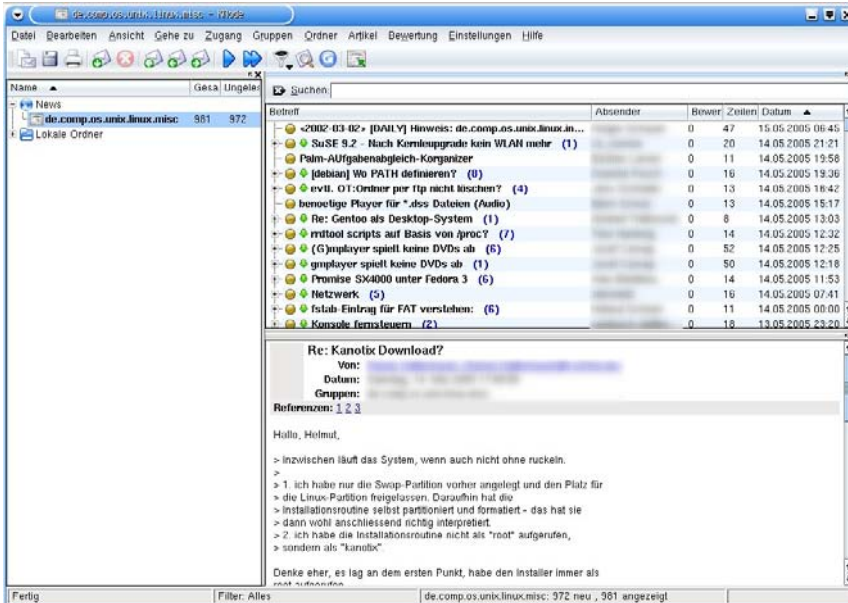 de.comp.os.unix.linux.misc - KNode
Datei Bearbeiten Ansicht Gehe zu Zugang Gruppen Ordner Artikel Bewertung Einstellungen Hilfe
Name Gesa Ungeles
News
de.comp.os.unix.linux.misc 981 972
Lokale Ordner
Suchen:
Betreff Absender Bewer Zeilen Datum
<2002-03-02> [DAILY] Hinweis: de.comp.os.unix.linux.in... 0 47 15.05.2005 06:45
SuSE 9.2 - Nach Kernleupgrade kein WLAN mehr (1) 0 20 14.05.2005 21:21
Palm-AUfgabenabgleich-Korganizer 0 11 14.05.2005 19:58
[debian] Wo PATH definieren? (8) 0 16 14.05.2005 19:36
evtl. OT:Ordner per ftp nicht löschen? (4) 0 13 14.05.2005 16:42
benoetige Player für *.dss Dateien (Audio) 0 13 14.05.2005 15:17
Re: Gentoo als Desktop-System (1) 0 8 14.05.2005 13:03
rrdtool scripts auf Basis von /proc? (7) 0 14 14.05.2005 12:32
(G)mplayer spielt keine DVDs ab (6) 0 52 14.05.2005 12:25
gmplayer spielt keine DVDs ab (1) 0 50 14.05.2005 12:18
Promise SX4000 unter Fedora 3 (6) 0 14 14.05.2005 11:53
Netzwerk (5) 0 16 14.05.2005 07:41
fstab-Eintrag für FAT verstehen: (6) 0 11 14.05.2005 00:00
Konsole fernsteuern (2) 0 18 13.05.2005 23:20
Re: Kanotix Download?
Von:
Datum:
Gruppen:
Referenzen: 1 2 3
Hallo, Helmut,
> Inzwischen läuft das System, wenn auch nicht ohne ruckeln.
>
> 1. ich habe nur die Swap-Partition vorher angelegt und den Platz für
> die Linux-Partition freigelassen. Daraufhin hat die
> Installationsroutine selbst partitioniert und formatiert - das hat sie
> dann wohl anschliessend richtig interpretiert.
> 2. ich habe die Installationsroutine nicht als "root" aufgerufen,
> sondern als "kanotix".
Denke eher, es lag an dem ersten Punkt, habe den Installer immer als
root aufgerufen
Fertig Filter: Alles de.comp.os.unix.linux.misc: 972 neu , 981 angezeigt